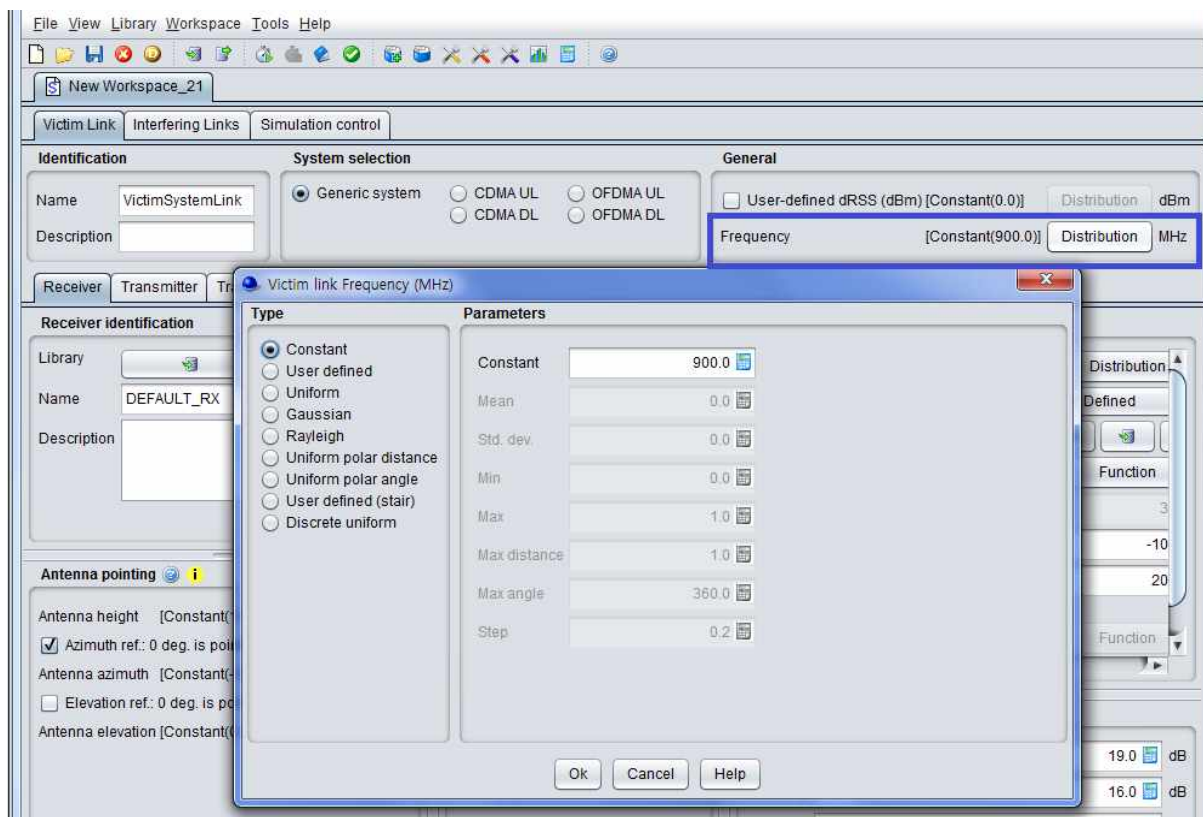 File View Library Workspace Tools Help
New Workspace_21
Victim Link Interfering Links Simulation control
Identification System selection General
Name VictimSystemLink Generic system CDMA UL OFDMA UL User-defined dRSS (dBm) [Constant(0.0)] Distribution dBm
CDMA DL OFDMA DL
Description Frequency [Constant(900.0)] Distribution MHz
Receiver Transmitter
Victim link Frequency (MHz)
Type Parameters
Constant Constant 900.0
User defined
Uniform Mean 0.0
Gaussian
Rayleigh Std. dev. 0.0
Uniform polar distance
Uniform polar angle Min 0.0
User defined (stair)
Discrete uniform Max 1.0
Max distance 1.0
Max angle 360.0
Step 0.2
Ok Cancel Help
Receiver identification
Library
Name DEFAULT_RX
Description
Antenna pointing
Antenna height [Constant(
Azimuth ref.: 0 deg. is
Antenna azimuth [Constant(-
Elevation ref.: 0 deg. is
Antenna elevation [Constant(
Distribution
Defined
Function
3
-10
20
Function
19.0 dB
16.0 dB